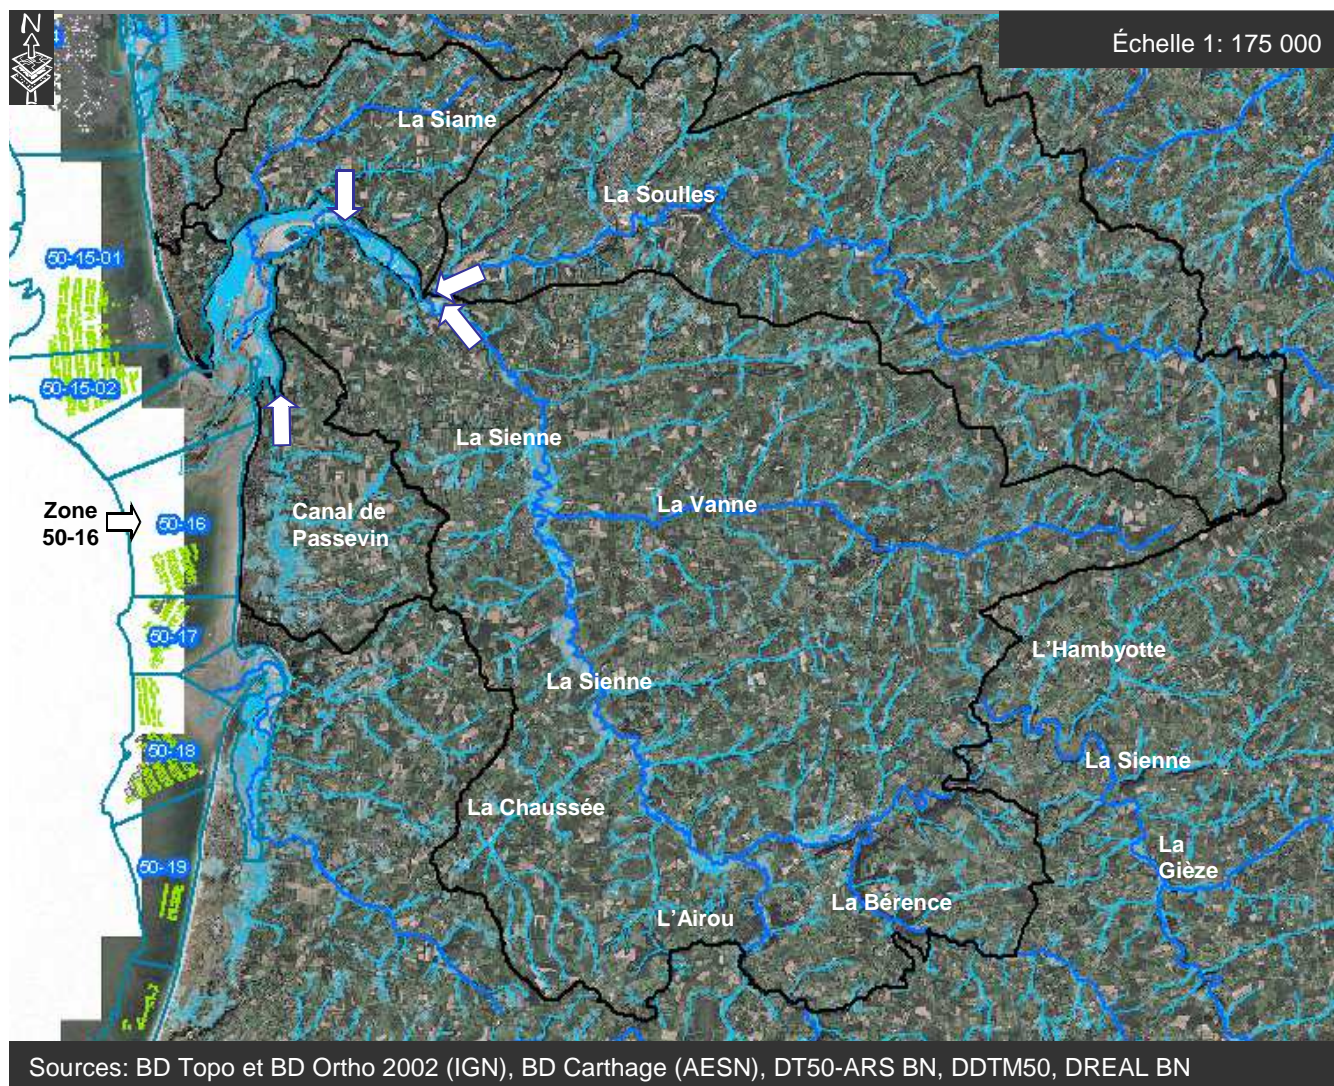 N
Échelle 1: 175 000
La Siame
La Soulles
50-15-01
50-15-02
La Sienne
Zone
50-16
50-16
Canal de
Passevin
La Vanne
50-17
L'Hambyotte
La Sienne
50-18
La Sienne
La Chaussée
La
Gièze
50-19
La Bérence
L'Airou
Sources: BD Topo et BD Ortho 2002 (IGN), BD Carthage (AESN), DT50-ARS BN, DDTM50, DREAL BN